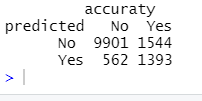 accuraty
predicted No Yes
No 9901 1544
Yes 562 1393
>